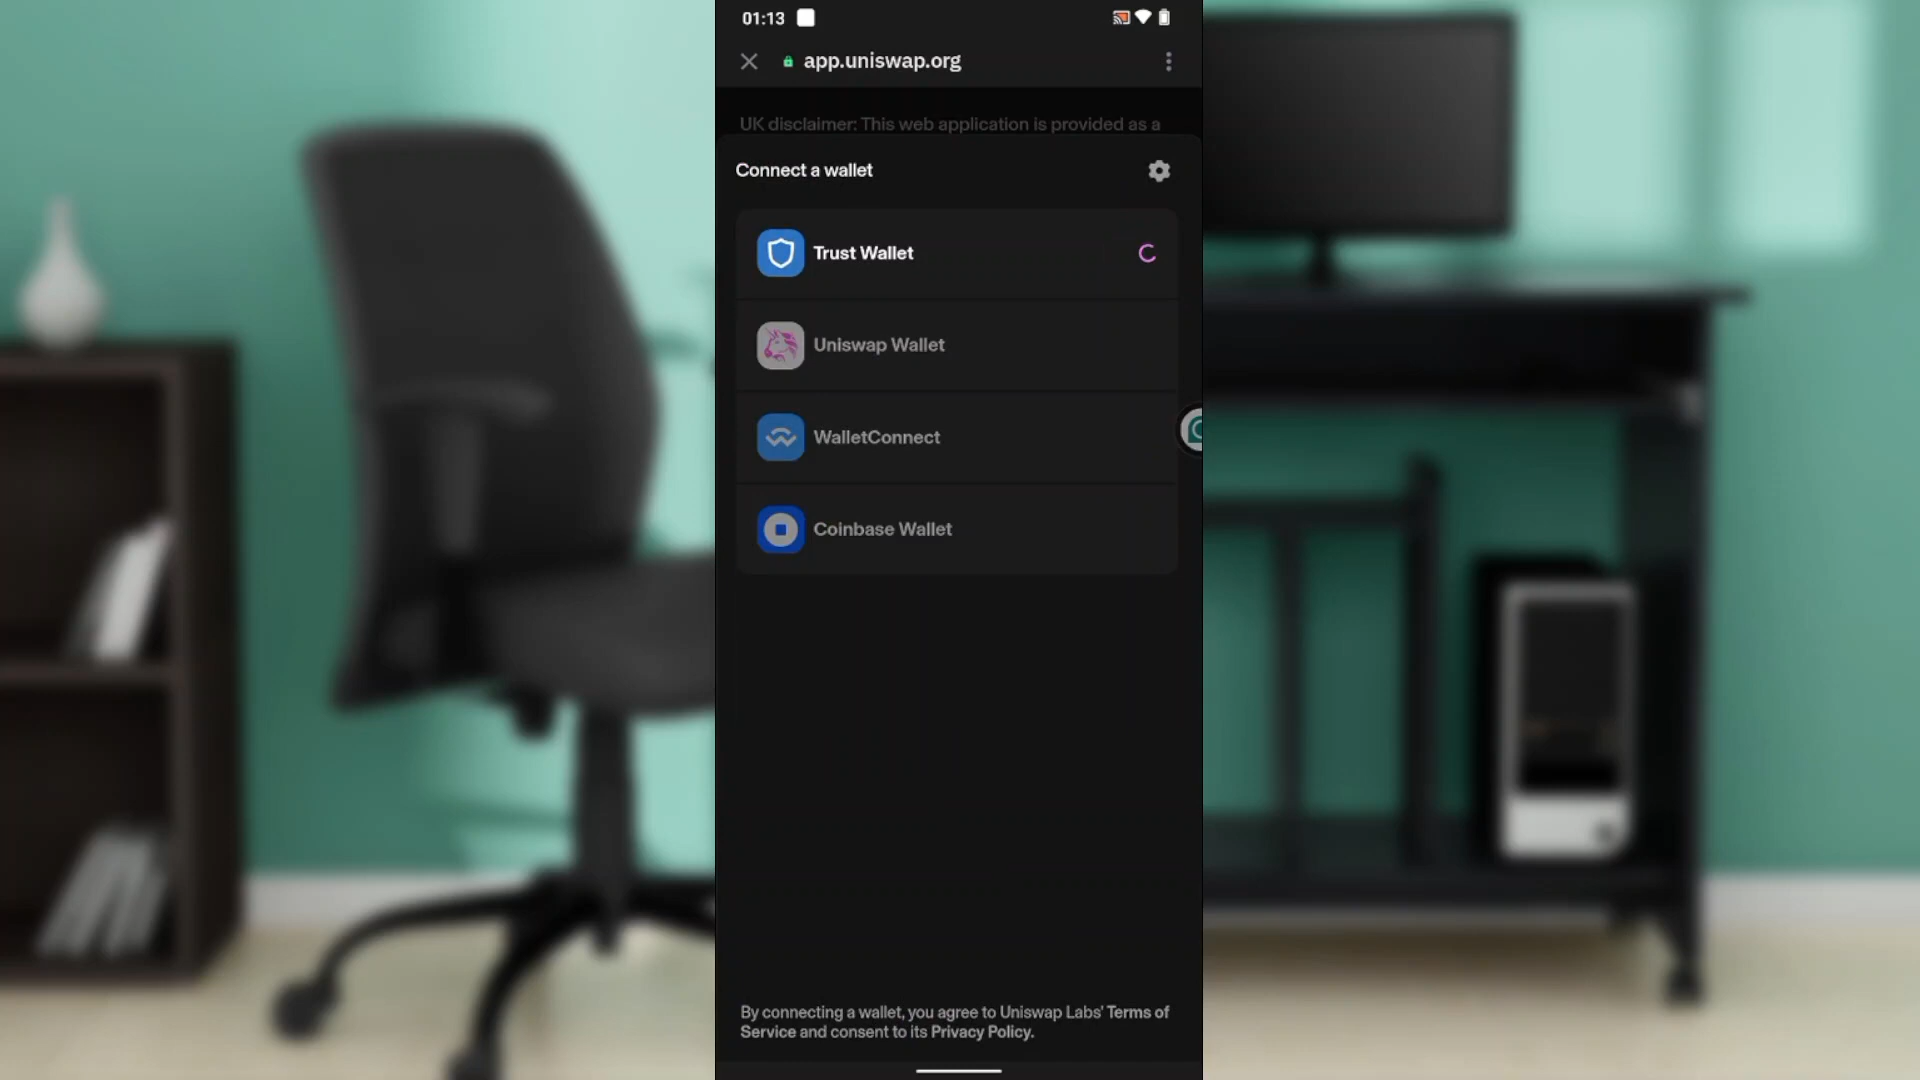 01:13
app.uniswap.org
UK disclaimer: This web application is provided as a
Connect a wallet
Trust Wallet
Uniswap Wallet
WalletConnect
Coinbase Wallet
By connecting a wallet, you agree to Uniswap Labs' Terms of
Service and consent to its Privacy Policy.